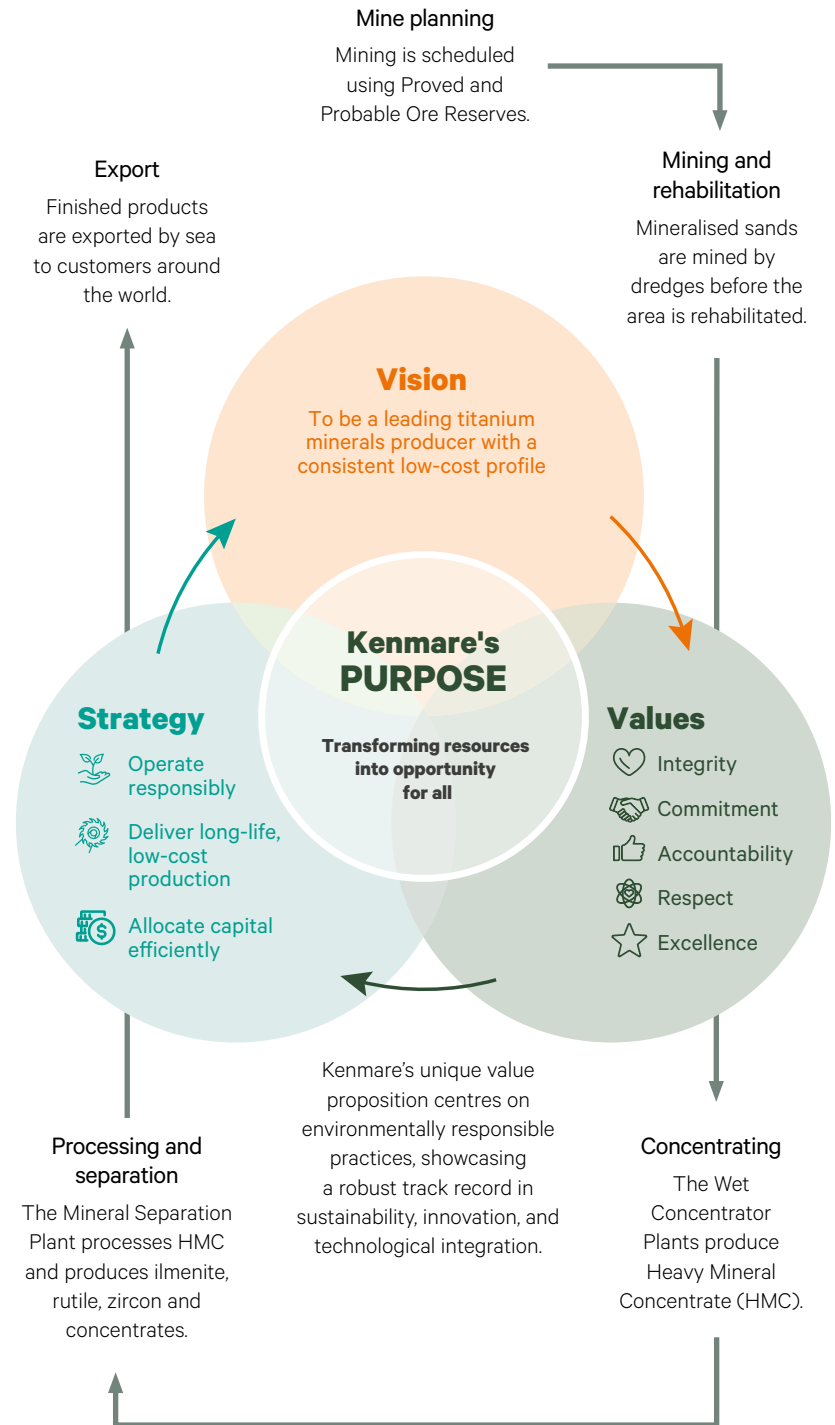 Mine planning
Mining is scheduled
using Proved and
Probable Ore Reserves.
Mining and
rehabilitation
Mineralised sands
are mined by
dredges before the
area is rehabilitated.
Export
Finished products
are exported by sea
to customers around
the world.
Vision
To be a leading titanium
minerals producer with a
consistent low-cost profile
Kenmare's
PURPOSE
Transforming resources
into opportunity
for all
Strategy
Operate
responsibly
Deliver long-life,
low-cost
production
$
Allocate capital
efficiently
Values
Integrity
Commitment
Accountability
Respect
Excellence
Kenmare’s unique value
proposition centres on
environmentally responsible
practices, showcasing
a robust track record in
sustainability, innovation, and
technological integration.
Concentrating
The Wet
Concentrator
Plants produce
Heavy Mineral
Concentrate (HMC).
Processing and
separation
The Mineral Separation
Plant processes HMC
and produces ilmenite,
rutile, zircon and
concentrates.